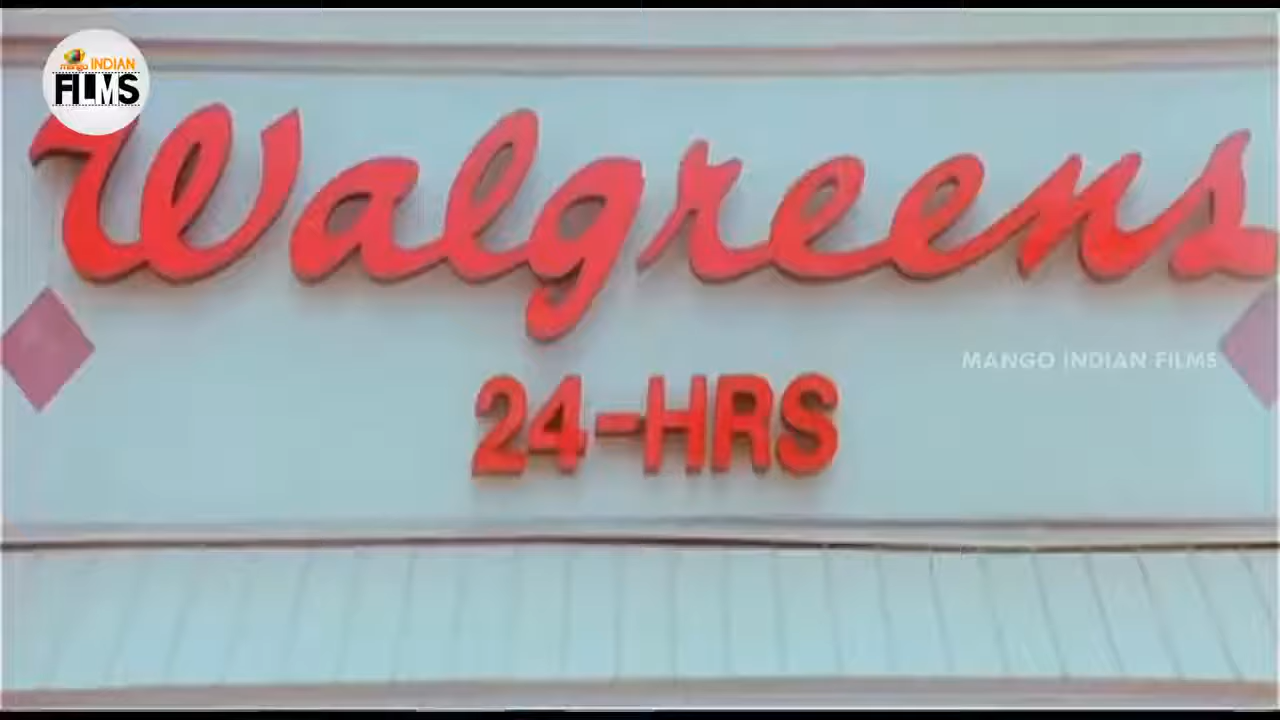 mango INDIAN
FILMS
Walgreens
MANGO INDIAN FILMS
24-HRS